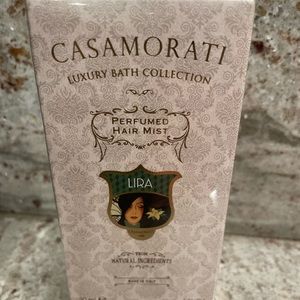 CASAMORATI
LUXURY BATH COLLECTION
PERFUMED
HAIR MIST
LIRA
NATURAL INGREDIENTS
MADE IN ITALY